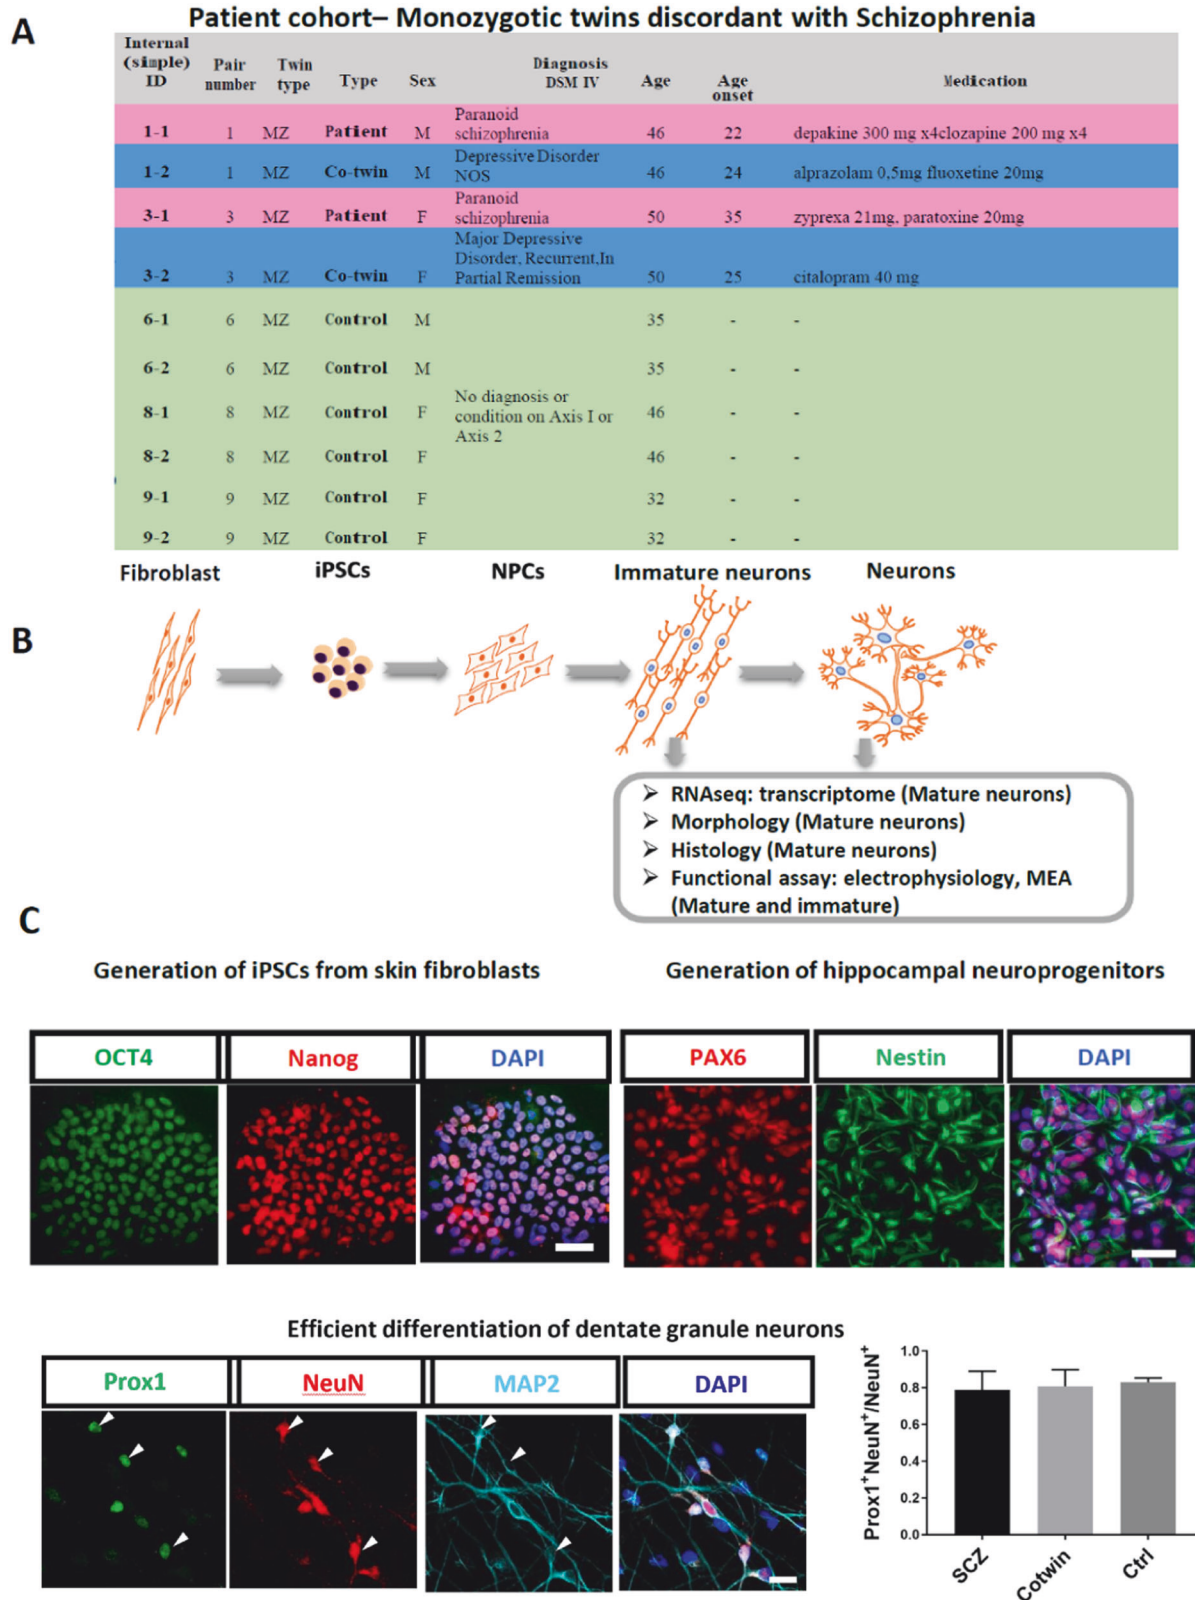 A
Patient cohort– Monozygotic twins discordant with Schizophrenia
Internal (simple) ID Pair number Twin type Type Sex Diagnosis DSM IV Age Age onset Medication
1-1 1 MZ Patient M Paranoid schizophrenia 46 22 depakine 300 mg x4clozapine 200 mg x4
1-2 1 MZ Co-twin M Depressive Disorder NOS 46 24 alprazolam 0,5mg fluoxetine 20mg
3-1 3 MZ Patient F Paranoid schizophrenia 50 35 zyprexa 21mg, paratoxine 20mg
3-2 3 MZ Co-twin F Major Depressive Disorder, Recurrent,In Partial Remission 50 25 citalopram 40 mg
6-1 6 MZ Control M 35 - -
6-2 6 MZ Control M 35 - -
8-1 8 MZ Control F No diagnosis or condition on Axis I or Axis 2 46 - -
8-2 8 MZ Control F 46 - -
9-1 9 MZ Control F 32 - -
9-2 9 MZ Control F 32 - -
B
Fibroblast iPSCs NPCs Immature neurons Neurons
➢ RNAseq: transcriptome (Mature neurons)
➢ Morphology (Mature neurons)
➢ Histology (Mature neurons)
➢ Functional assay: electrophysiology, MEA
(Mature and immature)
C
Generation of iPSCs from skin fibroblasts
Generation of hippocampal neuroprogenitors
OCT4 Nanog DAPI PAX6 Nestin DAPI
Efficient differentiation of dentate granule neurons
Prox1 NeuN MAP2 DAPI
Prox1⁺NeuN⁺/NeuN⁺
1.0
0.8
0.6
0.4
0.2
0.0
SCZ Cotwin Ctrl